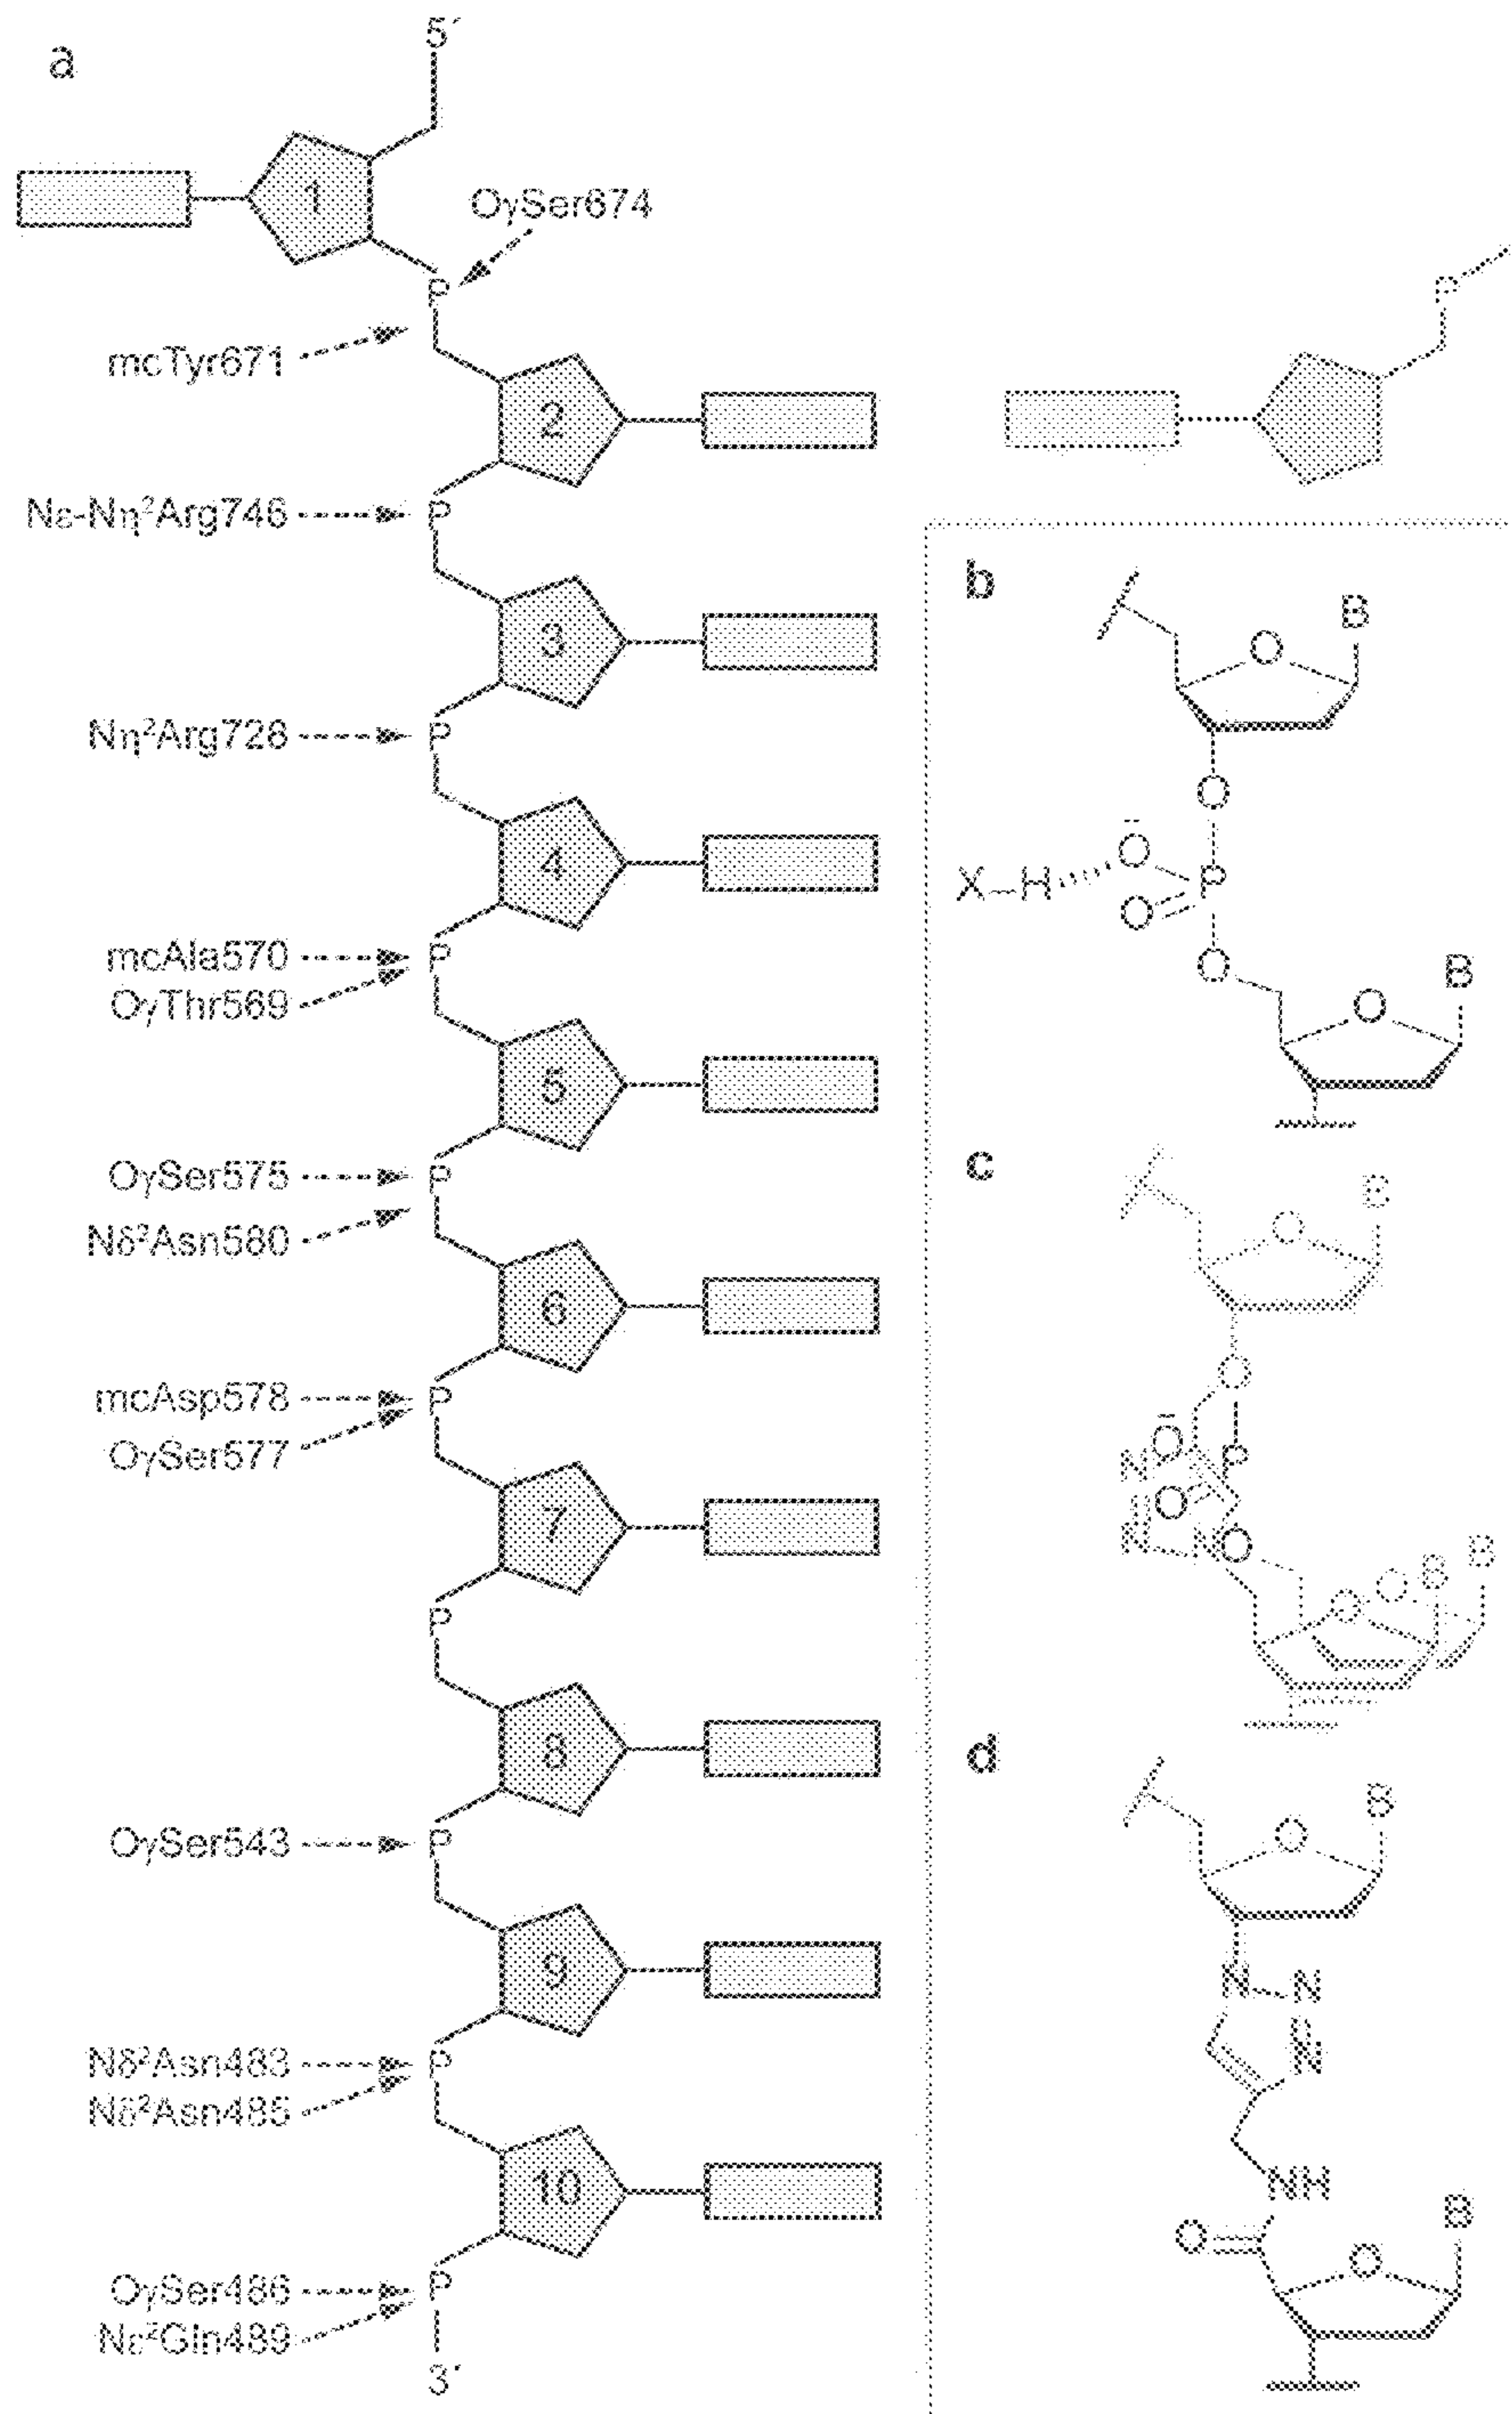 a
5´
1
OγSer674
P
mcTyr671
P
2
Nε-Nη²Arg746
P
b
B
O
3
Nη²Arg728
P
O
4
O
X-H
P
O
mcAla570
P
OγThr569
O
B
O
5
c
OγSer575
P
B
Nδ²Asn580
O
6
O
mcAsp578
P
OγSer577
O
N
P
O
N
N
O
7
B
B
O
O
P
8
d
B
O
OγSer543
P
9
N
N
N
Nδ²Asn483
P
Nδ²Asn485
10
NH
B
O
O
OγSer486
P
Nε²Gln489
3´